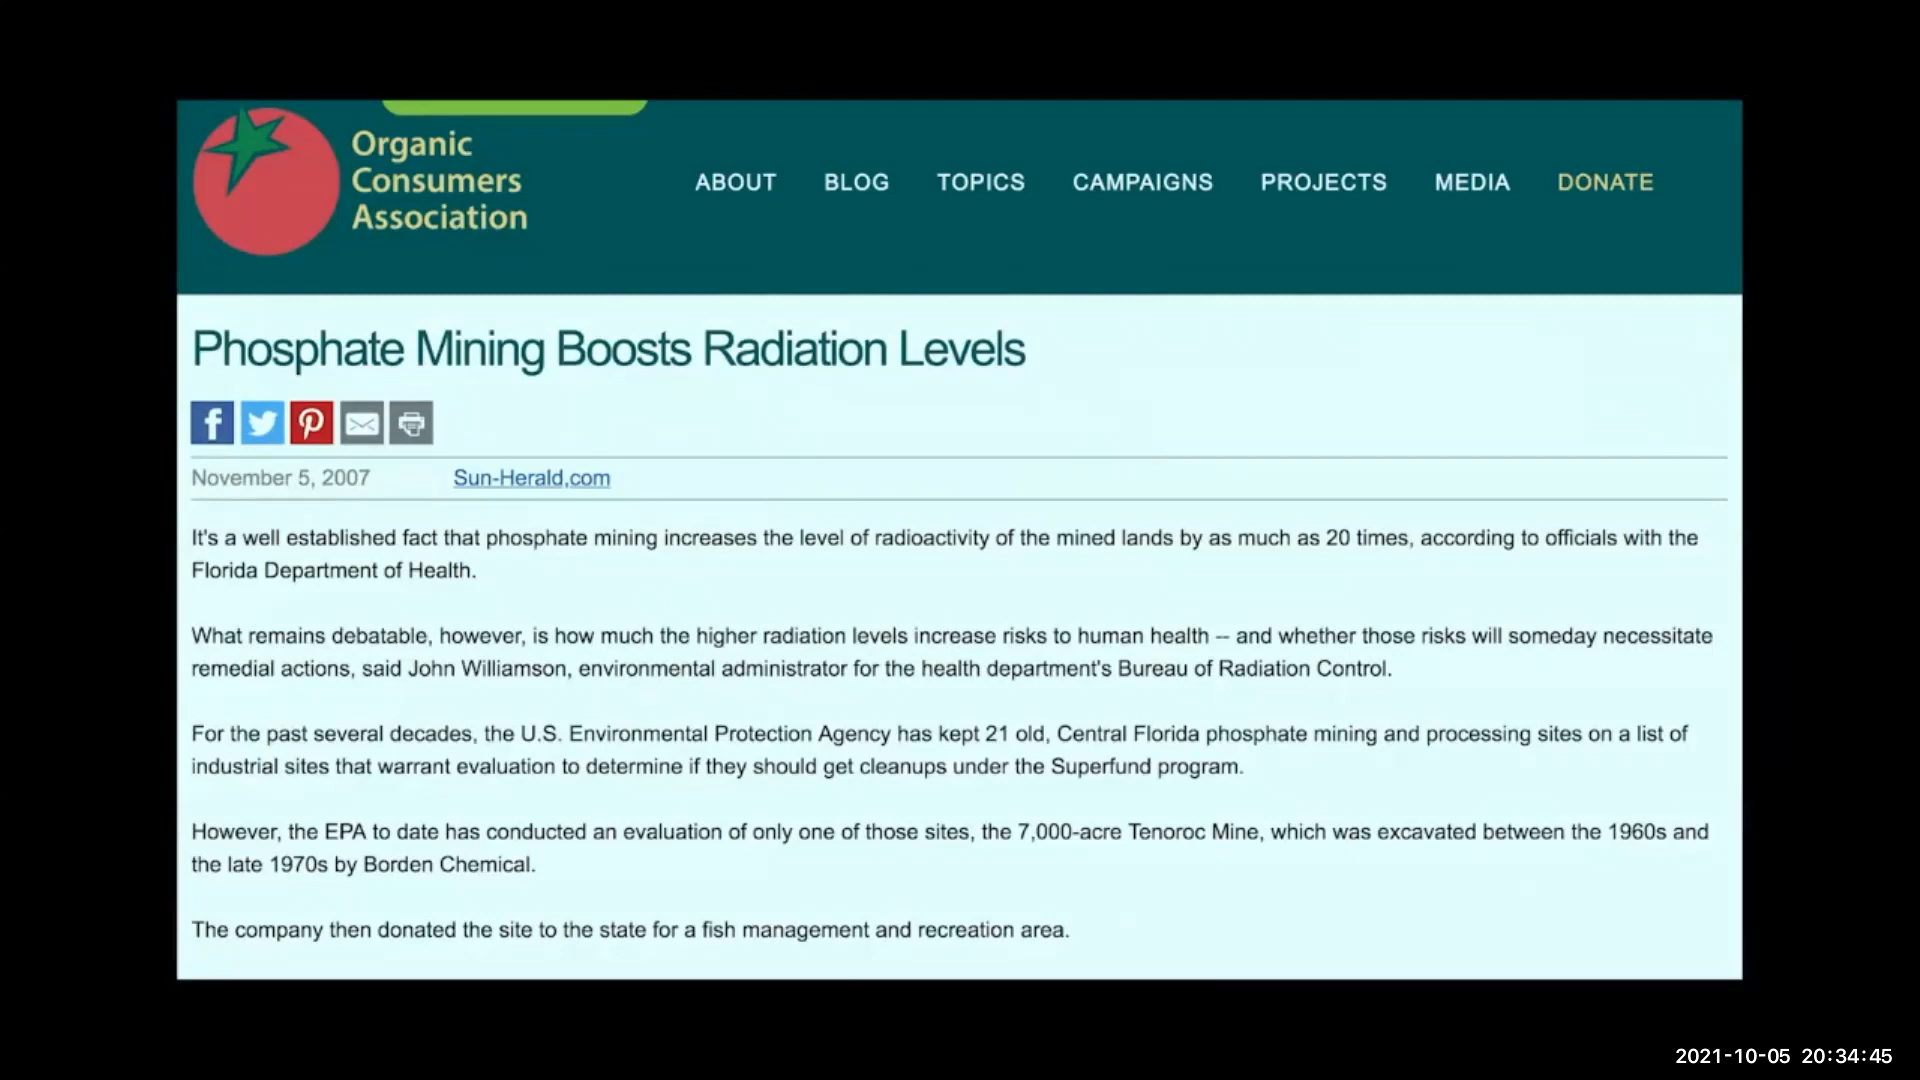 Organic
Consumers
Association
ABOUT BLOG TOPICS CAMPAIGNS PROJECTS MEDIA DONATE
Phosphate Mining Boosts Radiation Levels
November 5, 2007 Sun-Herald,com
It's a well established fact that phosphate mining increases the level of radioactivity of the mined lands by as much as 20 times, according to officials with the
Florida Department of Health.
What remains debatable, however, is how much the higher radiation levels increase risks to human health -- and whether those risks will someday necessitate
remedial actions, said John Williamson, environmental administrator for the health department's Bureau of Radiation Control.
For the past several decades, the U.S. Environmental Protection Agency has kept 21 old, Central Florida phosphate mining and processing sites on a list of
industrial sites that warrant evaluation to determine if they should get cleanups under the Superfund program.
However, the EPA to date has conducted an evaluation of only one of those sites, the 7,000-acre Tenoroc Mine, which was excavated between the 1960s and
the late 1970s by Borden Chemical.
The company then donated the site to the state for a fish management and recreation area.
2021-10-05 20:34:45